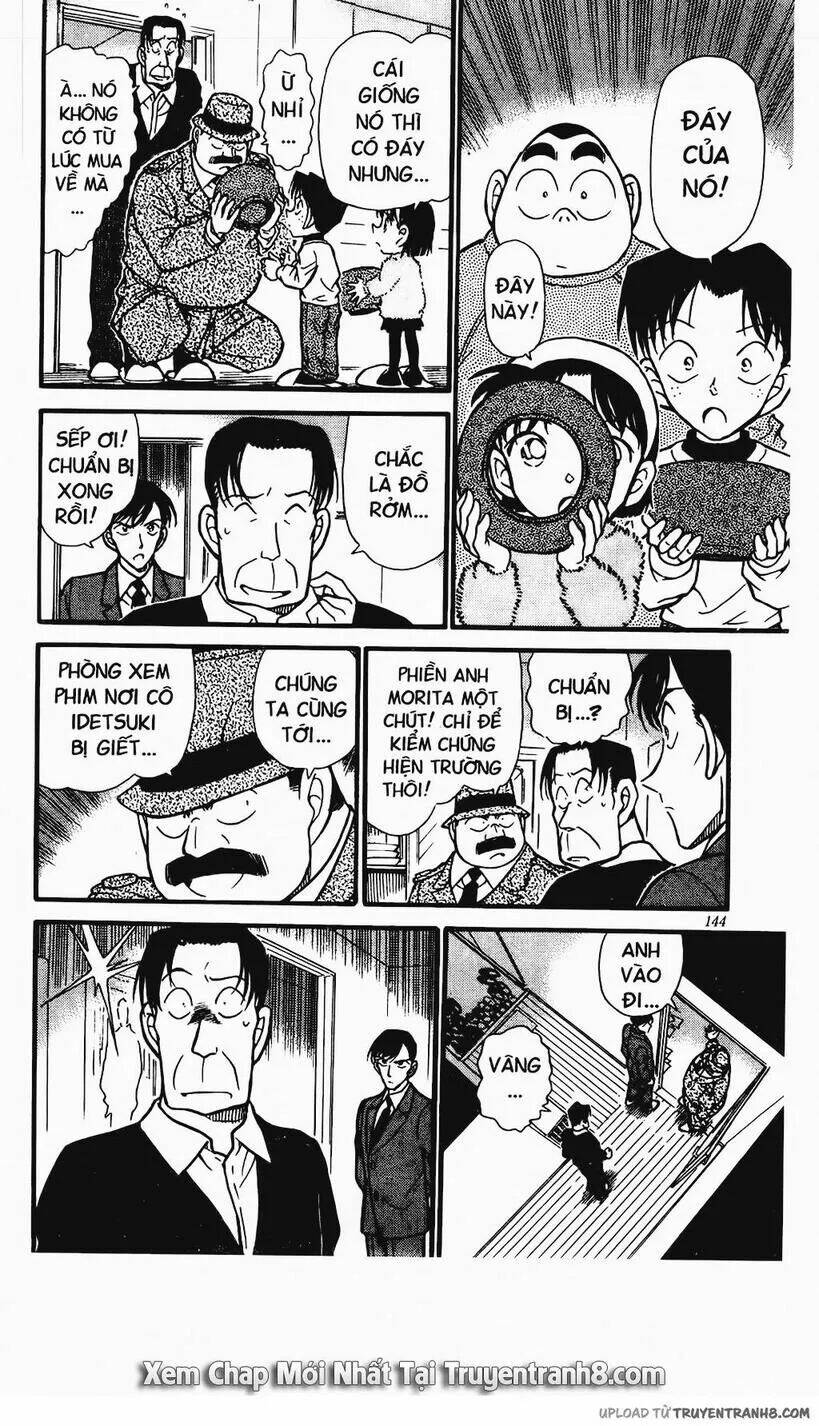 ĐÁY
CỦA
NÓ!
ĐÂY
NÀY!
CÁI
GIỐNG
NÓ THÌ
CÓ ĐÁY
NHƯNG...
Ừ
NHỈ
...
À... NÓ
KHÔNG
CÓ TỪ
LÚC MUA
VỀ MÀ
...
CHẮC
LÀ ĐỒ
RỞM...
SẾP ƠI!
CHUẨN BỊ
XONG
RỒI!
CHUẨN
BỊ...?
PHIỀN ANH
MORITA MỘT
CHÚT! CHỈ ĐỂ
KIỂM CHỨNG
HIỆN TRƯỜNG
THÔI!
CHÚNG
TA CÙNG
TỚI...
PHÒNG XEM
PHIM NƠI CÔ
IDETSUKI
BỊ GIẾT...
144
ANH
VÀO
ĐI...
VÂNG
...
Xem Chap Mới Nhất Tại Truyentranh8.com
UPLOAD TỪ TRUYENTRANH8.COM